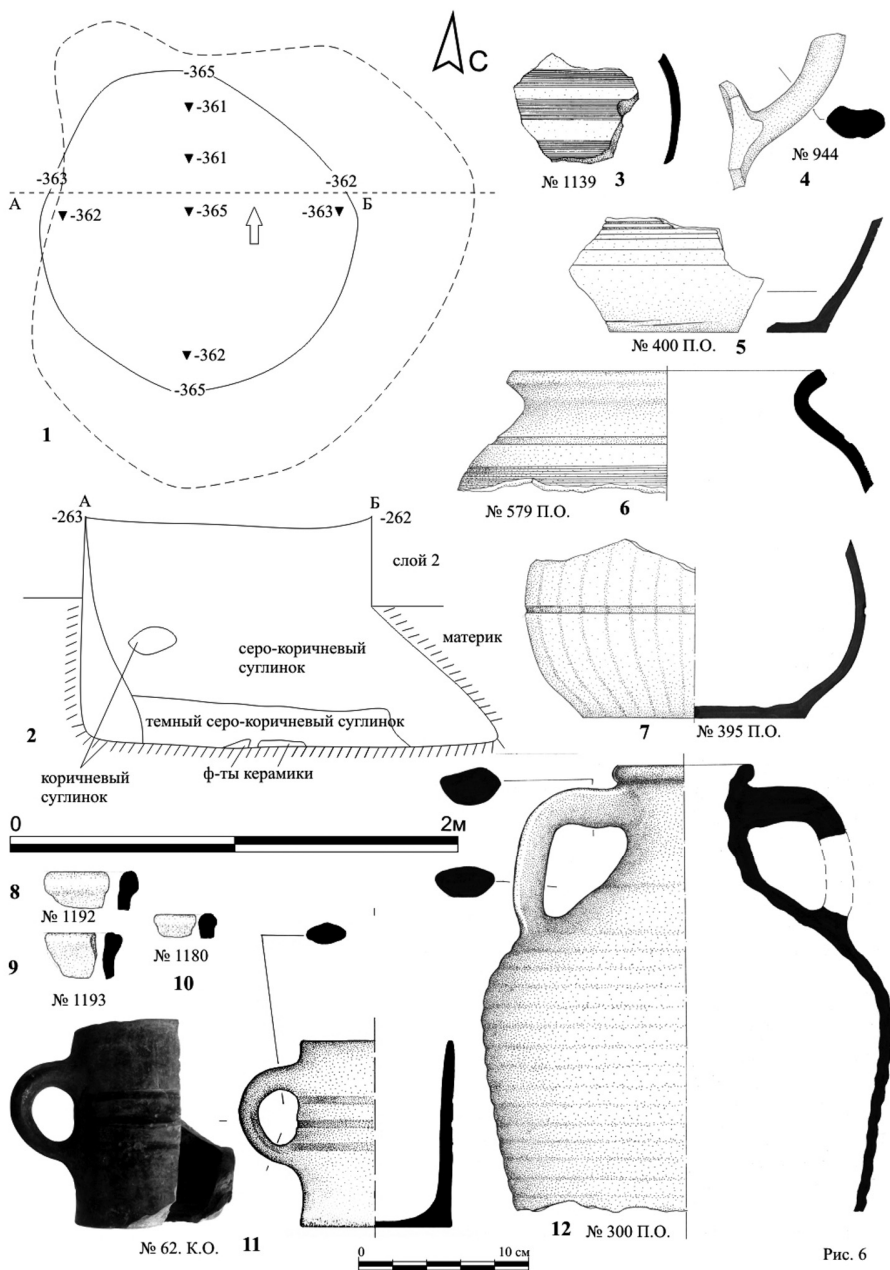 С
-365
▼-361
▼-361
-363
-362
А
Б
▼-362
▼-365
-363▼
▼-362
-365
1
№ 1139
3
№ 944
4
№ 400 П.О.
5
№ 579 П.О.
6
А
Б
-263
-262
слой 2
серо-коричневый
суглинок
материк
темный серо-коричневый суглинок
2
коричневый
суглинок
ф-ты керамики
7
№ 395 П.О.
0
2м
8
№ 1192
№ 1180
9
10
№ 1193
№ 62. К.О.
11
12
№ 300 П.О.
0
10 см
Рис. 6